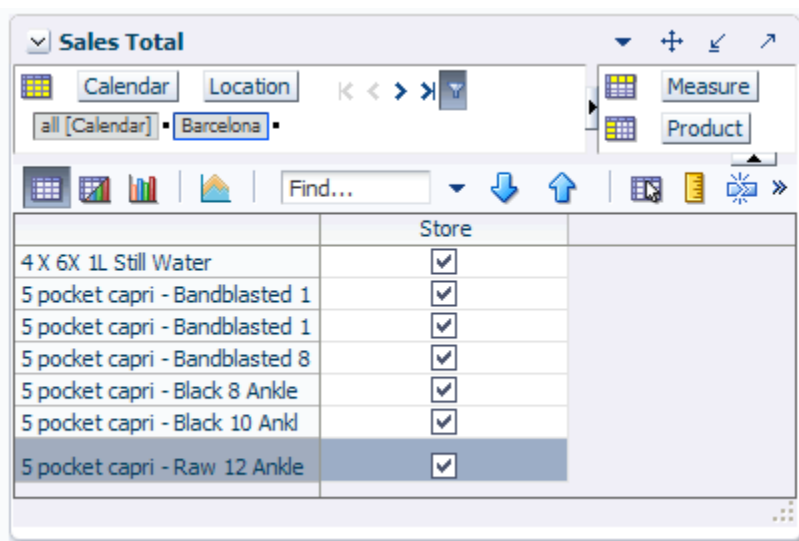 Sales Total
Calendar Location
Measure
all [Calendar] Barcelona
Product
Find...
Store
4 X 6X 1L Still Water
5 pocket capri - Bandblasted 1
5 pocket capri - Bandblasted 1
5 pocket capri - Bandblasted 8
5 pocket capri - Black 8 Ankle
5 pocket capri - Black 10 Ankl
5 pocket capri - Raw 12 Ankle